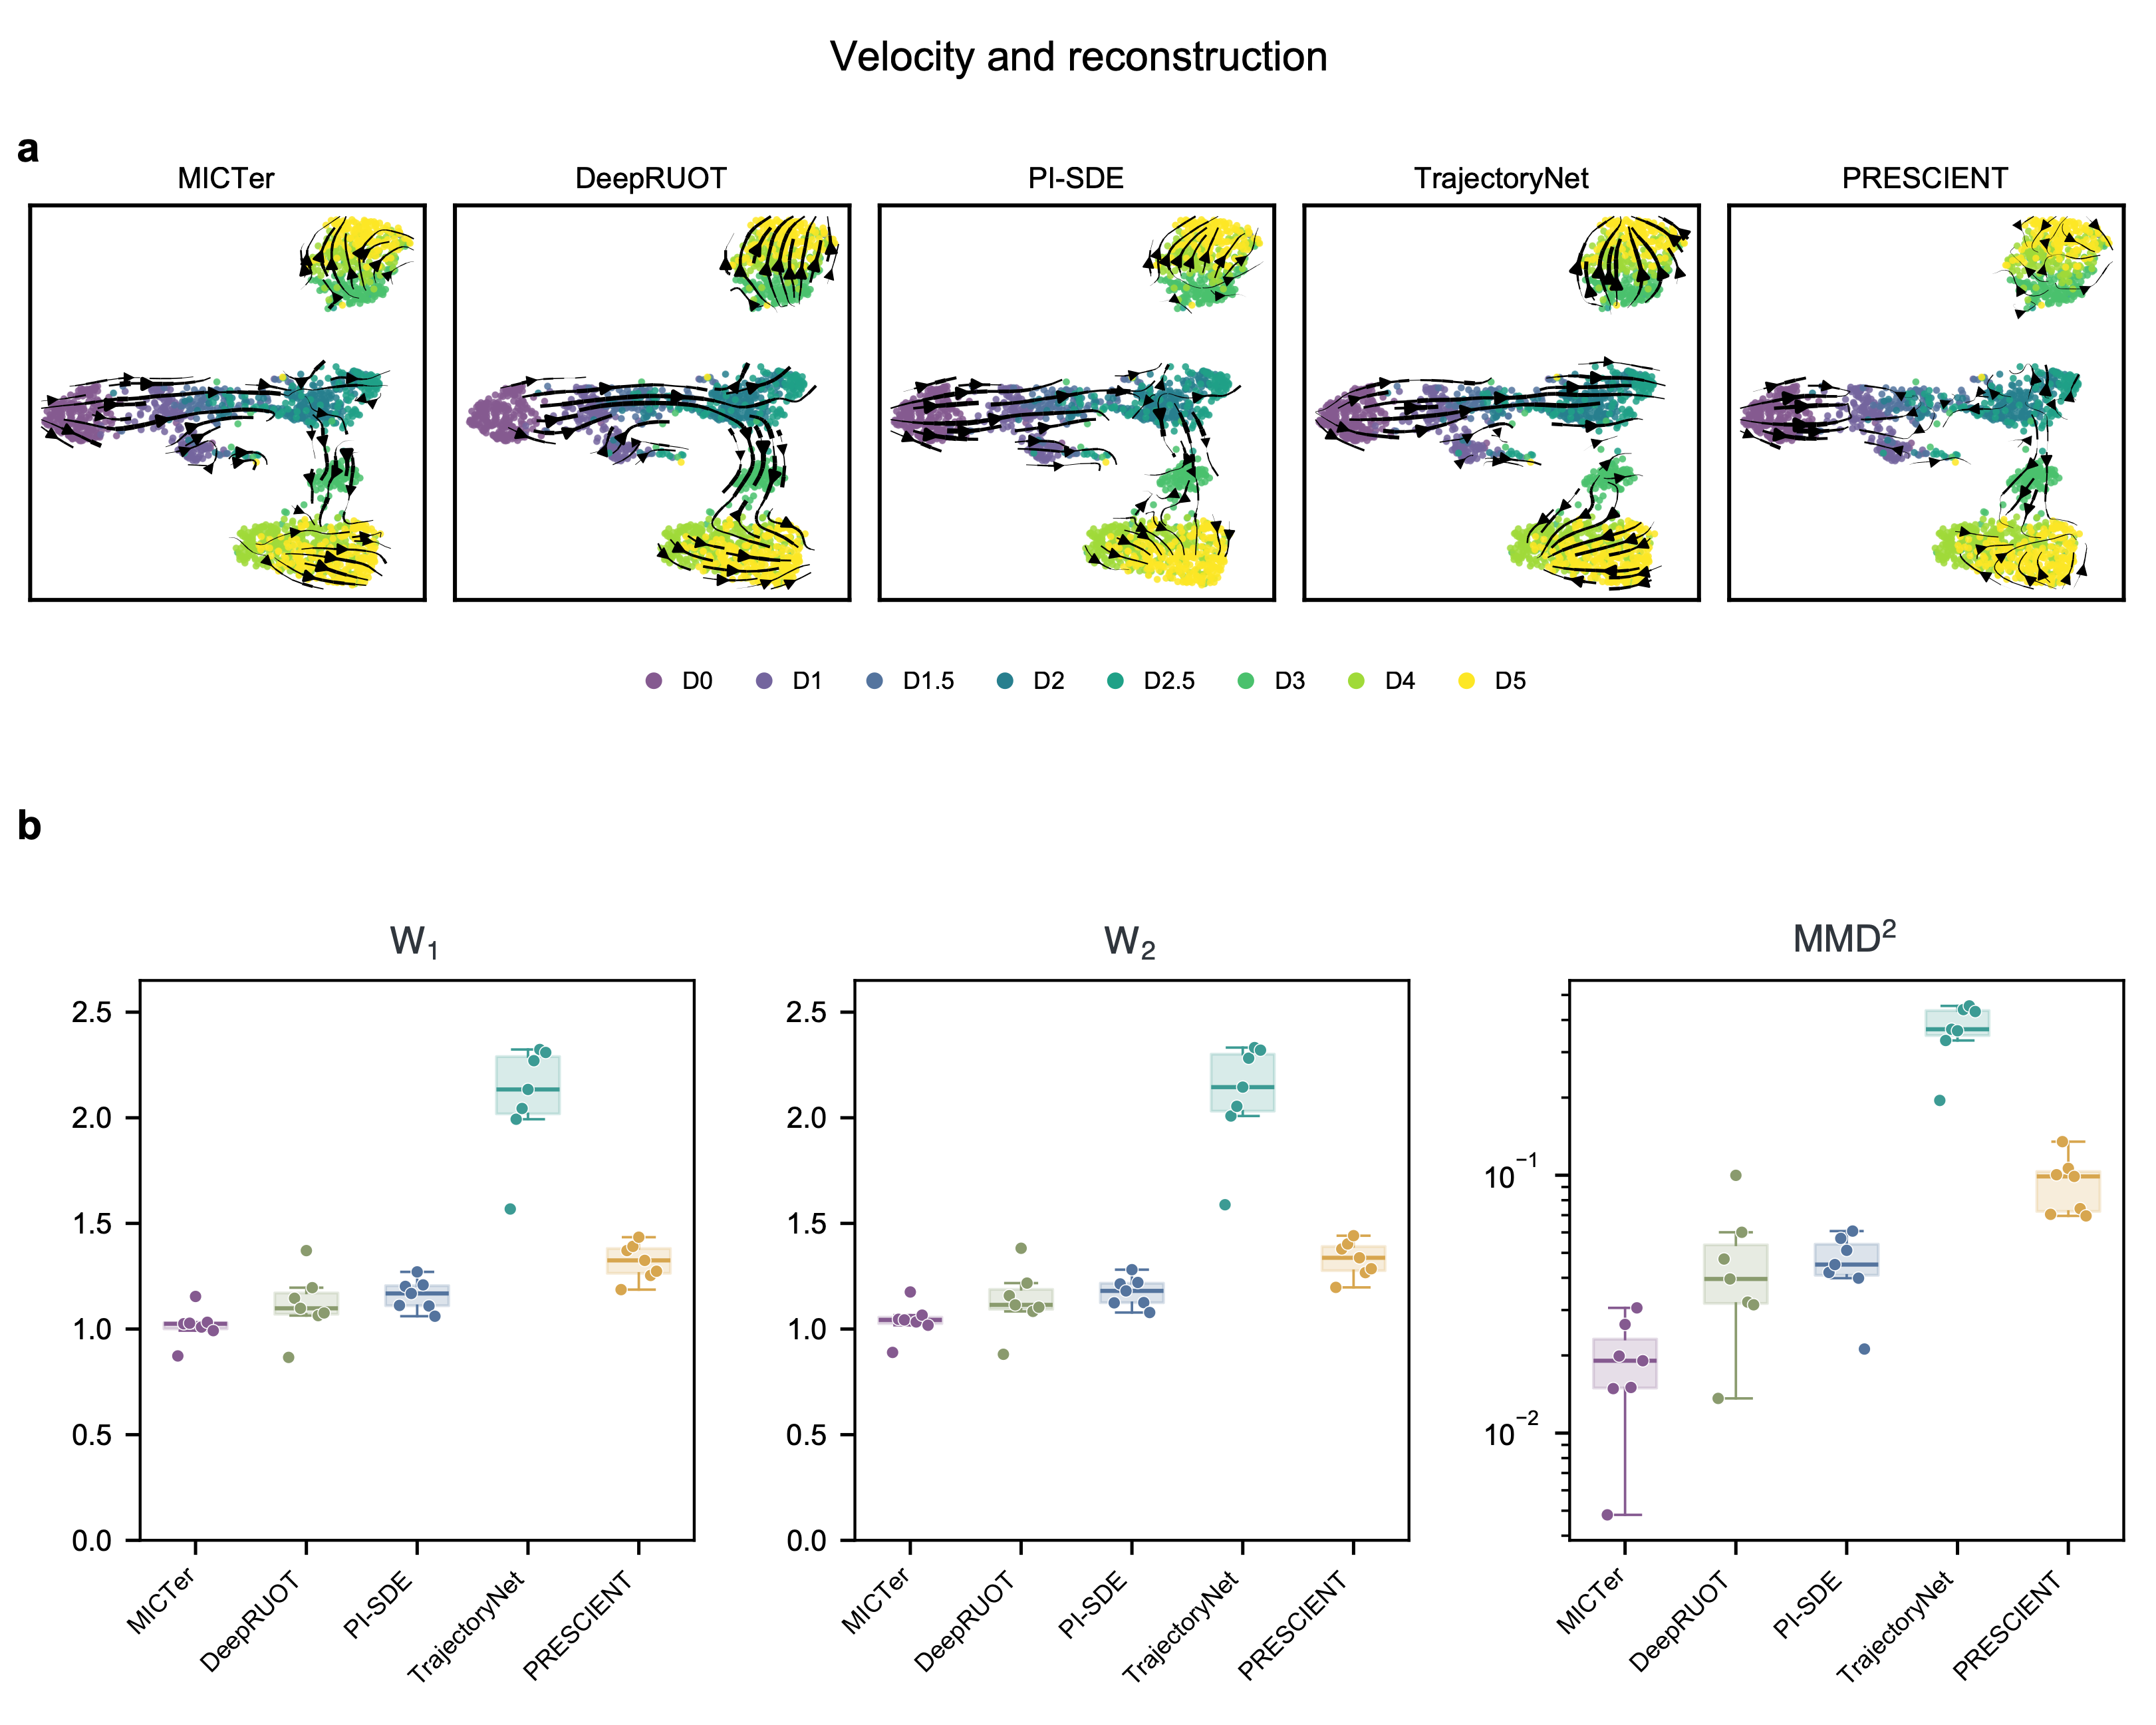 Velocity and reconstruction
a
MICTer DeepRUOT PI-SDE TrajectoryNet PRESCIENT
D0 D1 D1.5 D2 D2.5 D3 D4 D5
b
W₁ W₂ MMD²
2.5
2.0
1.5
1.0
0.5
0.0
MICTer DeepRUOT PI-SDE TrajectoryNet PRESCIENT
2.5
2.0
1.5
1.0
0.5
0.0
MICTer DeepRUOT PI-SDE TrajectoryNet PRESCIENT
10⁻¹
10⁻²
MICTer DeepRUOT PI-SDE TrajectoryNet PRESCIENT